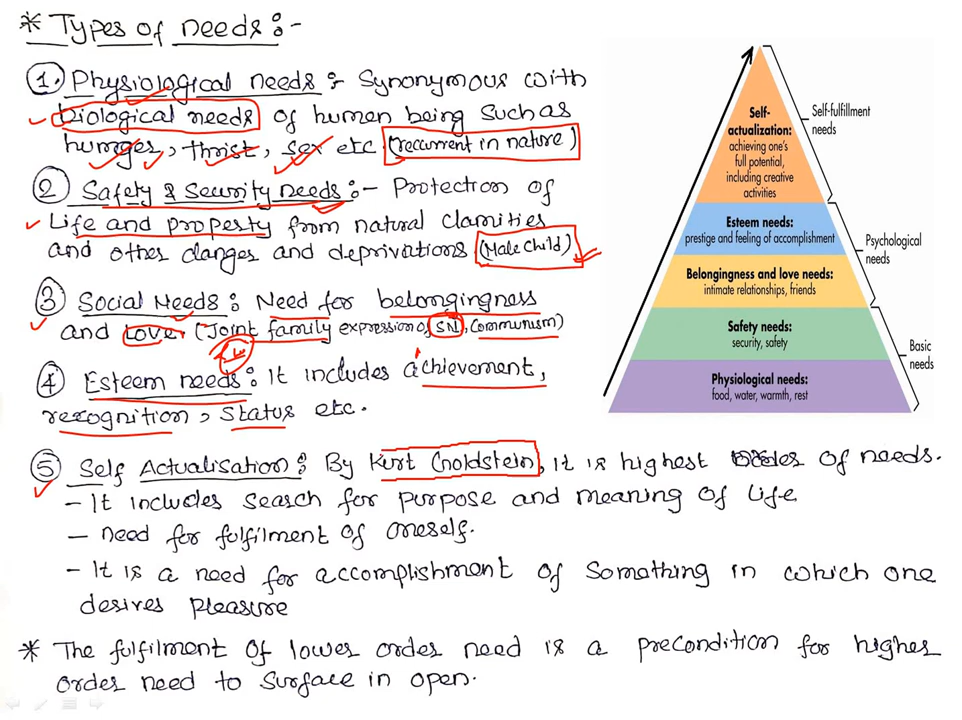 * Types of Needs :-
1. Physiological needs :- Synonymous with
biological needs of human being such as
hunger, thrist, sex etc (recurrent in nature)
2 Safety & Security needs :- Protection of
Life and property from natural clamities
and other danger and deprivations (Male Child)
3 Social Needs : Need for belongingness
and Love. (Joint family expression of SN, Communism)
4 Esteem needs : It includes achievement,
recognition, status etc.
5 Self Actualisation : By Kurt Gholdstein, It is highest order of needs.
- It includes search for purpose and meaning of life
- need for fulfilment of oneself.
- It is a need for accomplishment of something in which one
desires pleasure
* The fulfilment of lower order need is a precondition for higher
order need to surface in open.
Self-
actualization:
achieving one's
full potential,
including creative
activities
Self-fulfillment
needs
Esteem needs:
prestige and feeling of accomplishment
Psychological
needs
Belongingness and love needs:
intimate relationships, friends
Safety needs:
security, safety
Basic
needs
Physiological needs:
food, water, warmth, rest